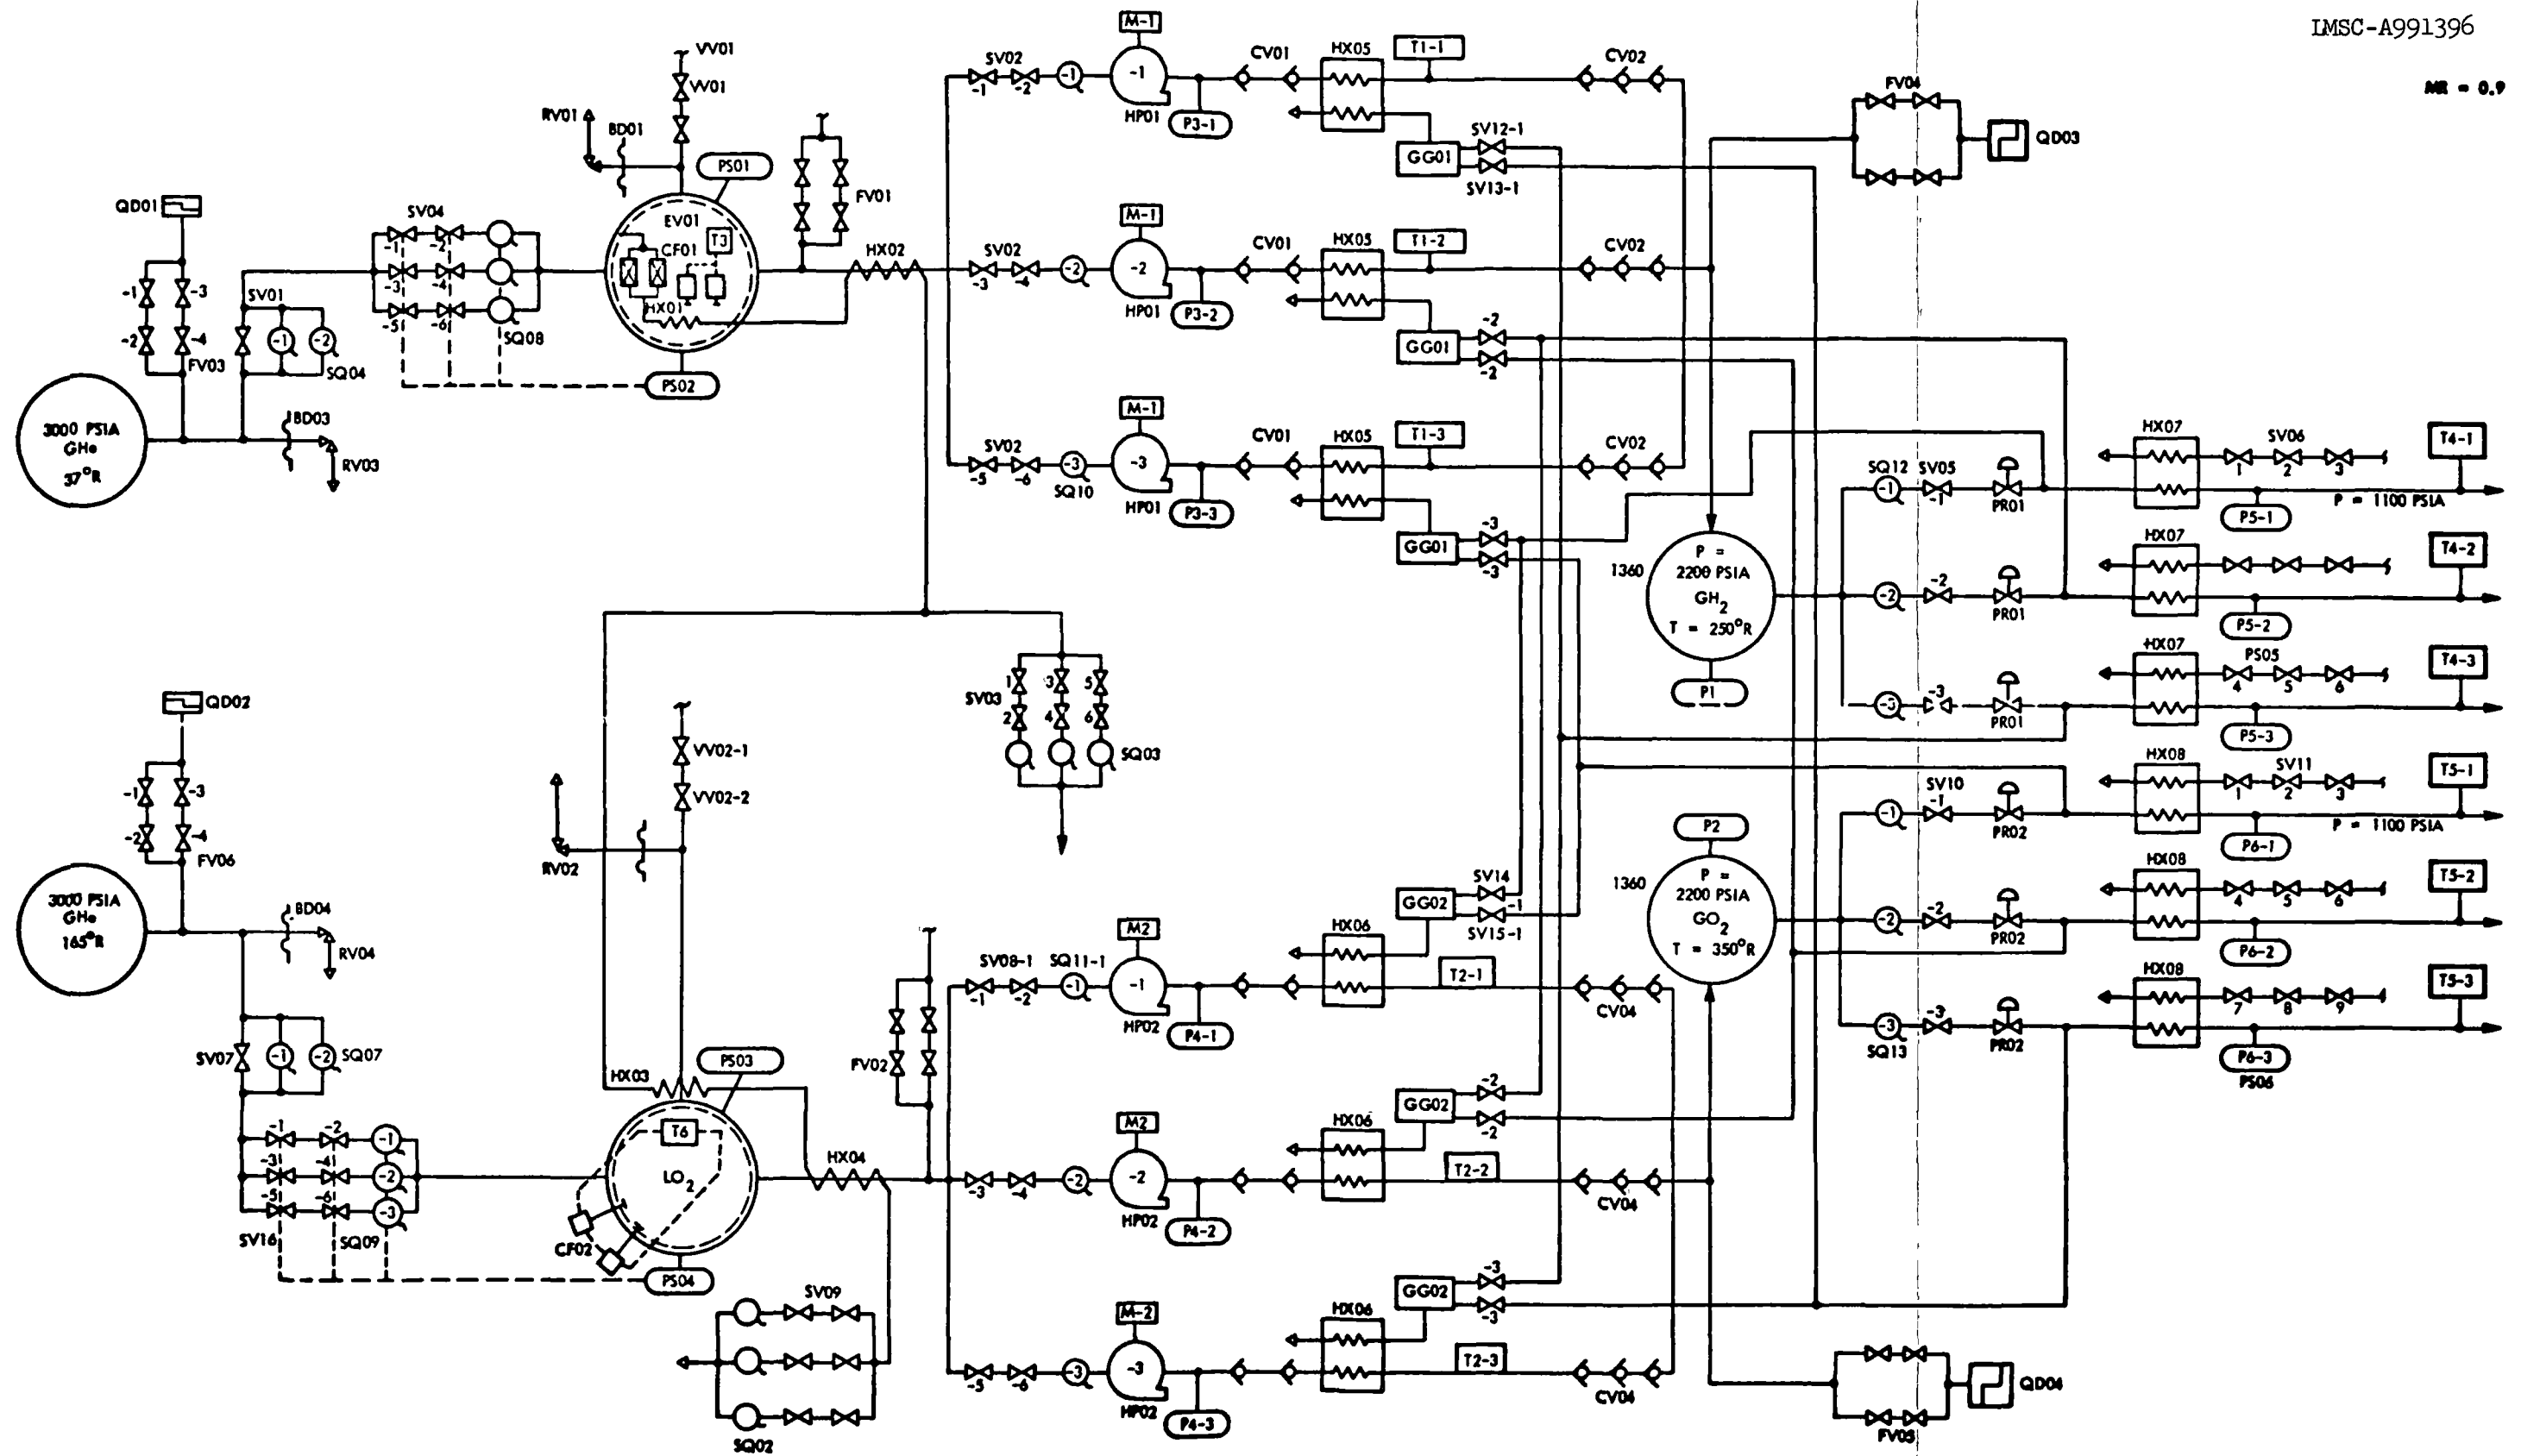 LMSC-A991396
MR = 0.9
M-1
VV01
SV02
CV01
HX05
T1-1
CV02
FV04
-1
-2
-1
-1
HP01
P3-1
VV01
RV01
BD01
PS01
SV12-1
GG01
SV13-1
QD03
QD01
SV04
EV01
T3
CF01
FV01
HX02
M-1
SV02
-3
-4
-2
-2
HP01
P3-2
CV01
HX05
T1-2
CV02
-1
-2
-3
-4
-5
-6
HX01
SQ08
PS02
-1
-3
-2
-4
FV03
SV01
-1
-2
SQ04
GG01
-2
-2
3000 PSIA
GHe
37°R
BD03
RV03
M-1
SV02
-5
-6
-3
SQ10
-3
HP01
P3-3
CV01
HX05
T1-3
CV02
GG01
-3
-3
HX07
SV06
1
2
3
T4-1
SQ12
SV05
-1
-1
PR01
P = 1100 PSIA
P5-1
HX07
T4-2
1360
P =
2200 PSIA
GH2
T = 250°R
P1
-2
-2
PR01
P5-2
HX07
PS05
4
5
6
T4-3
-3
-3
PR01
P5-3
QD02
SV03
1
3
5
2
4
6
SQ03
VV02-1
VV02-2
RV02
-1
-3
-2
-4
FV06
HX08
SV11
1
2
3
T5-1
SV10
-1
-1
PR02
P = 1100 PSIA
P6-1
P2
1360
P =
2200 PSIA
GO2
T = 350°R
HX08
4
5
6
T5-2
-2
-2
PR02
P6-2
HX08
7
8
9
T5-3
-3
-3
SQ13
PR02
P6-3
PS06
3000 PSIA
GHe
165°R
BD04
RV04
SV14
GG02
-1
SV15-1
M2
SV08-1
SQ11-1
-1
-2
-1
-1
HP02
P4-1
HX06
T2-1
CV04
FV02
SV07
-1
-2
SQ07
HX03
PS03
T6
LO2
HX04
CF02
PS04
-1
-2
-1
-3
-4
-2
-5
-6
-3
SV16
SQ09
GG02
-2
-2
M2
-3
-4
-2
-2
HP02
P4-2
HX06
T2-2
CV04
GG02
-3
-3
SV09
SQ02
M-2
-5
-6
-3
-3
HP02
P4-3
HX06
T2-3
CV04
QD04
FV05